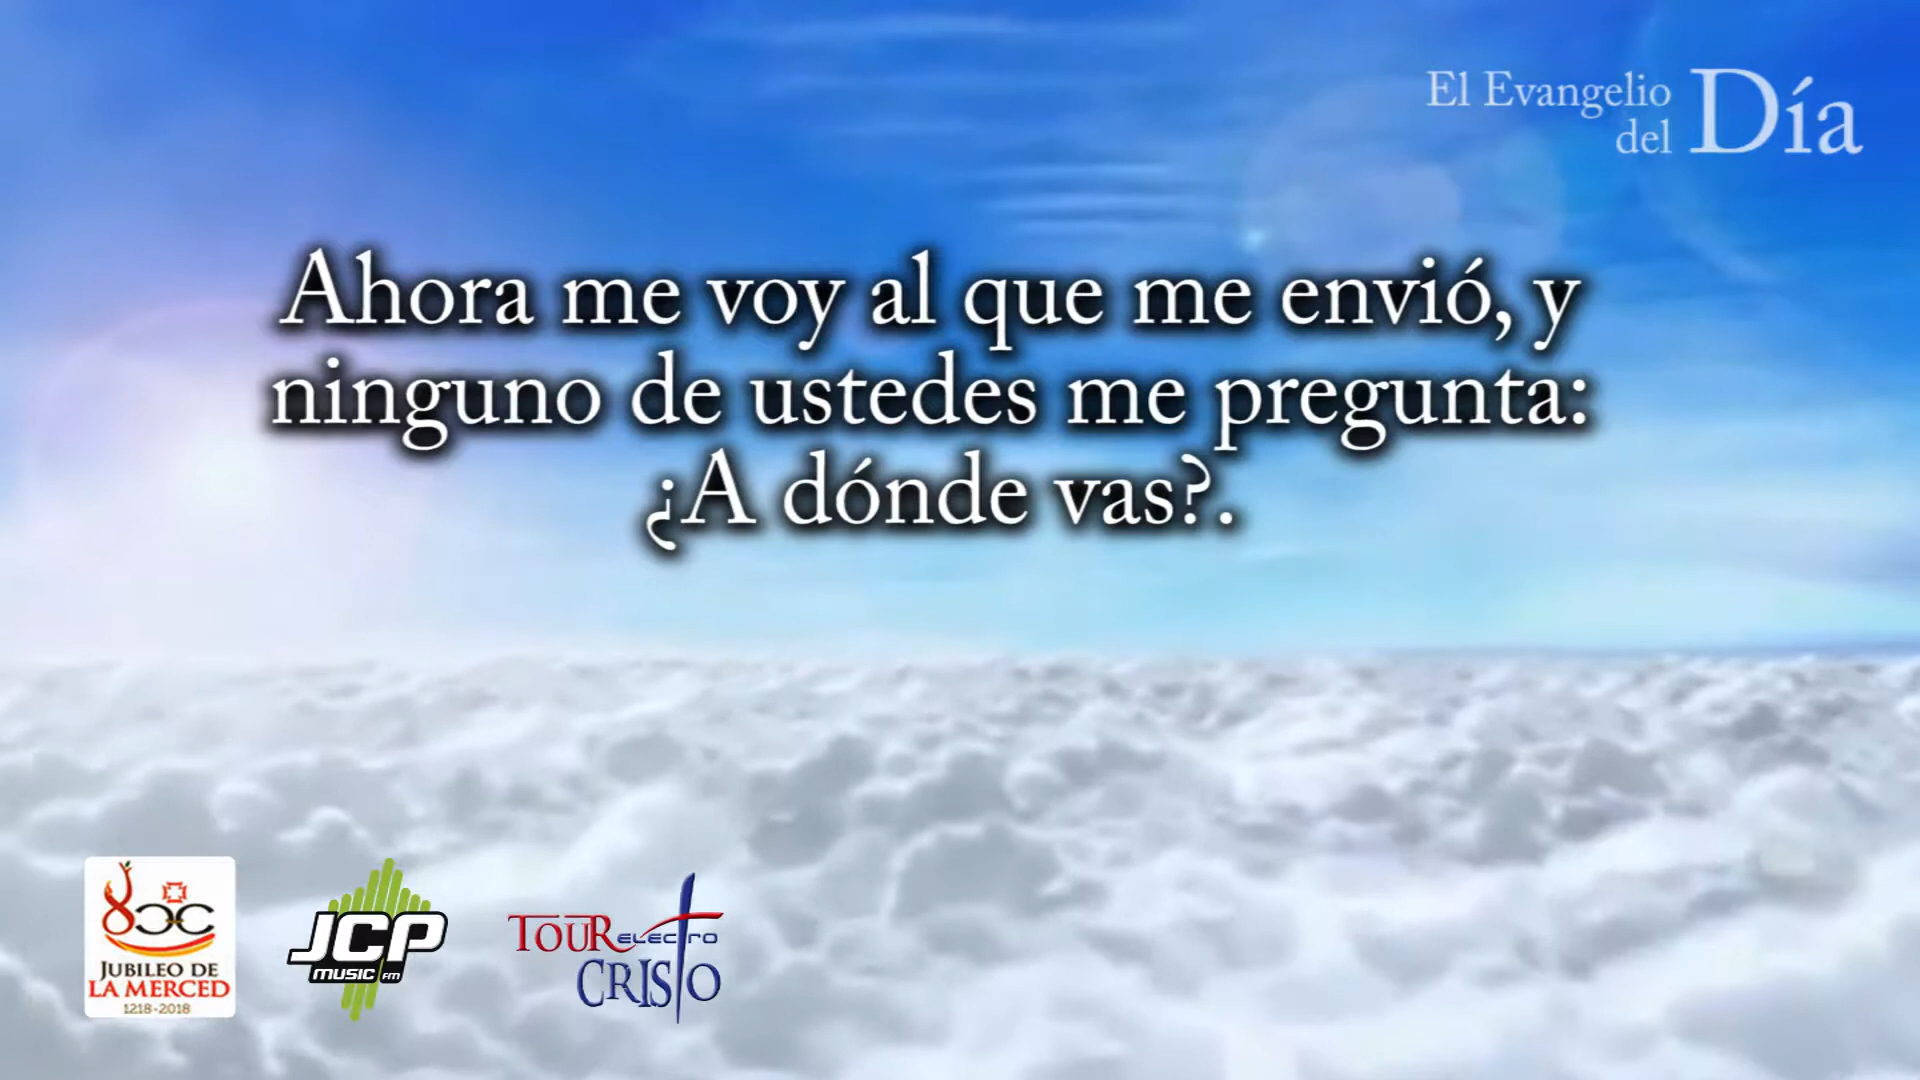 El Evangelio
del Día
Ahora me voy al que me envió, y
ninguno de ustedes me pregunta:
¿A dónde vas?.
JUBILEO DE
LA MERCED
1218-2018
JCP
MUSIC FM
TOUR ELECTRO
CRISTO